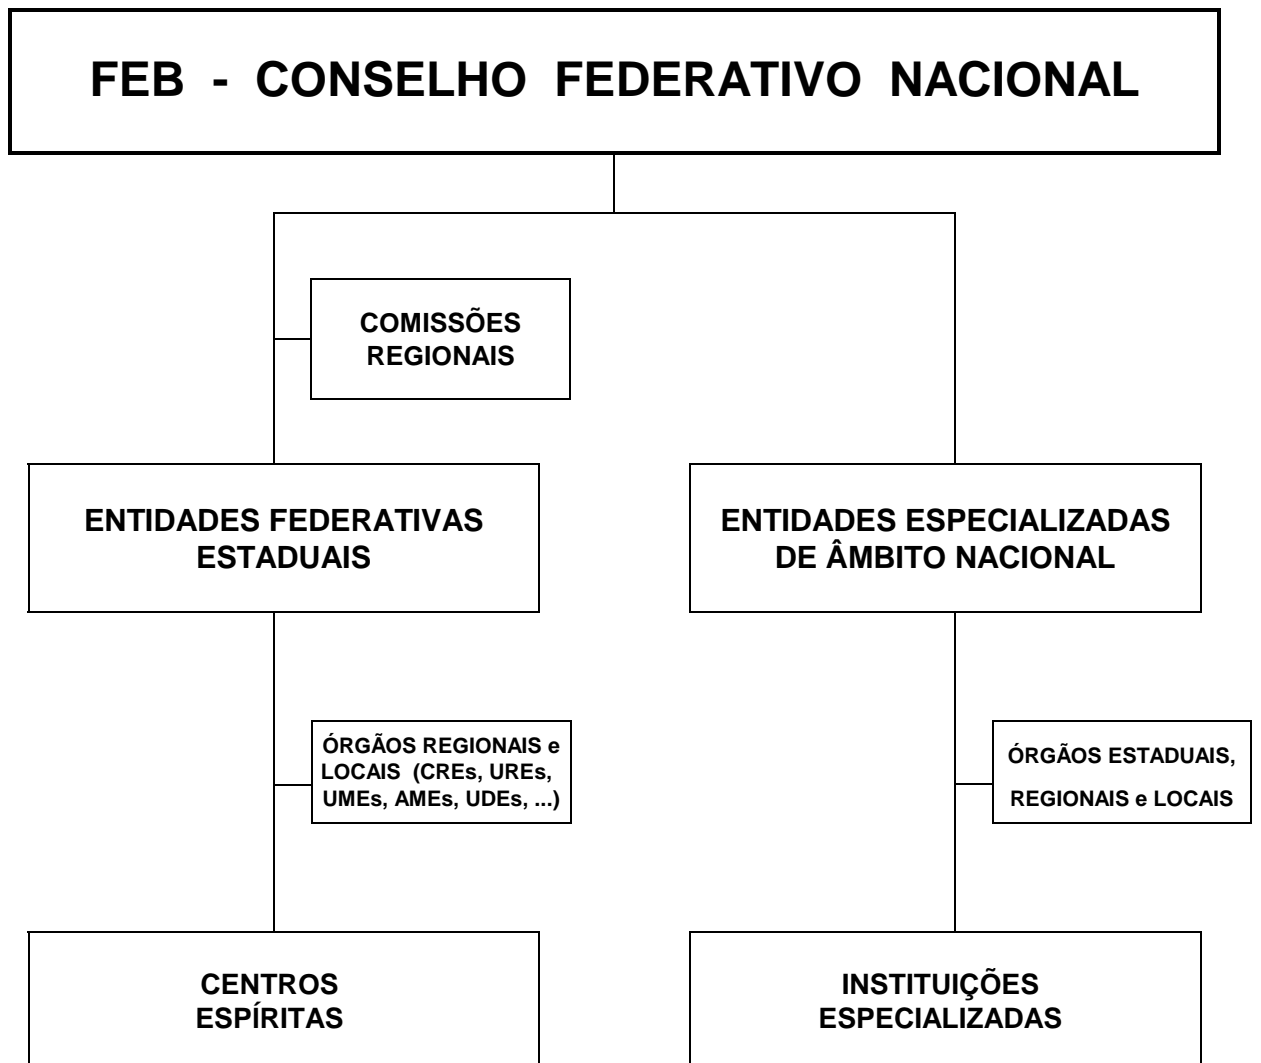 FEB - CONSELHO FEDERATIVO NACIONAL
COMISSÕES
REGIONAIS
ENTIDADES FEDERATIVAS
ESTADUAIS
ENTIDADES ESPECIALIZADAS
DE ÂMBITO NACIONAL
ÓRGÃOS REGIONAIS e
LOCAIS (CREs, UREs,
UMEs, AMEs, UDEs, ...)
ÓRGÃOS ESTADUAIS,
REGIONAIS e LOCAIS
CENTROS
ESPÍRITAS
INSTITUIÇÕES
ESPECIALIZADAS